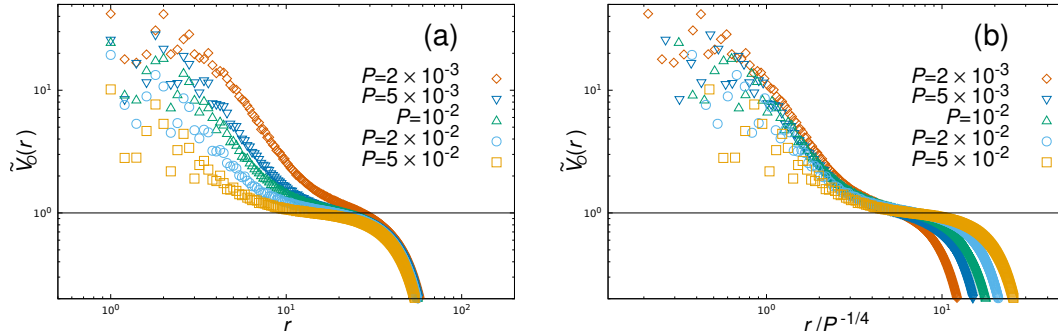 (a)
P=2 × 10⁻³
P=5 × 10⁻³
P=10⁻²
P=2 × 10⁻²
P=5 × 10⁻²
10¹
10⁰
Ṽ_O(r)
10⁰ 10¹ 10²
r
(b)
P=2 × 10⁻³
P=5 × 10⁻³
P=10⁻²
P=2 × 10⁻²
P=5 × 10⁻²
10¹
10⁰
Ṽ_O(r)
10⁰ 10¹
r/P⁻¹/⁴